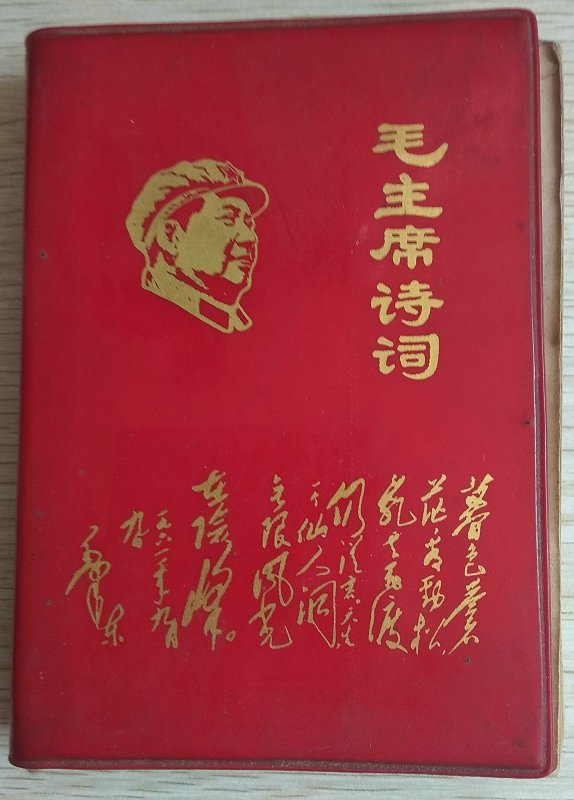 毛主席诗词
暮色苍
茫看劲松,
乱云飞渡
仍从容。天生一
个仙人洞,
无限风光
在险峰。
一九六一年九月
九日
毛泽东